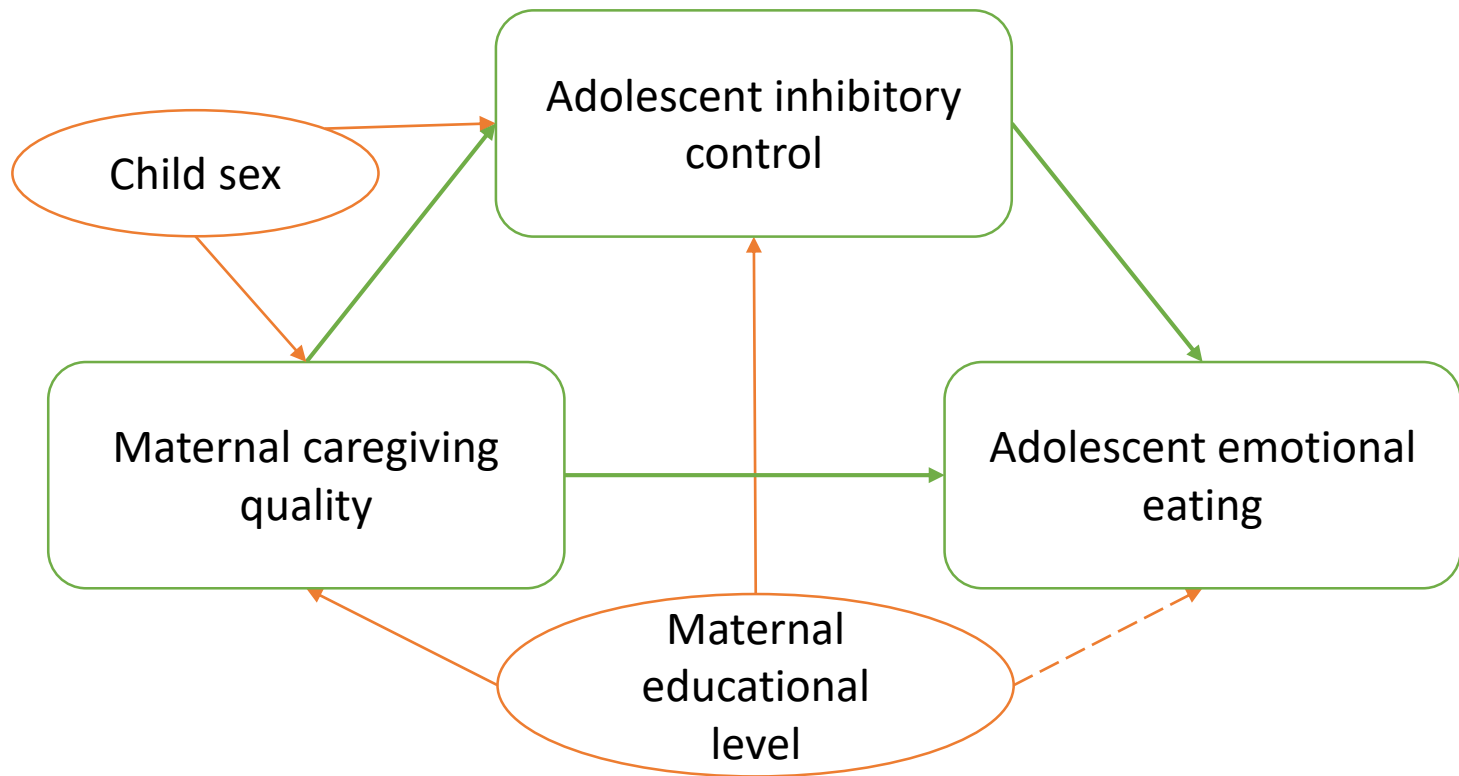 Adolescent inhibitory
control
Child sex
Maternal caregiving
quality
Adolescent emotional
eating
Maternal
educational
level